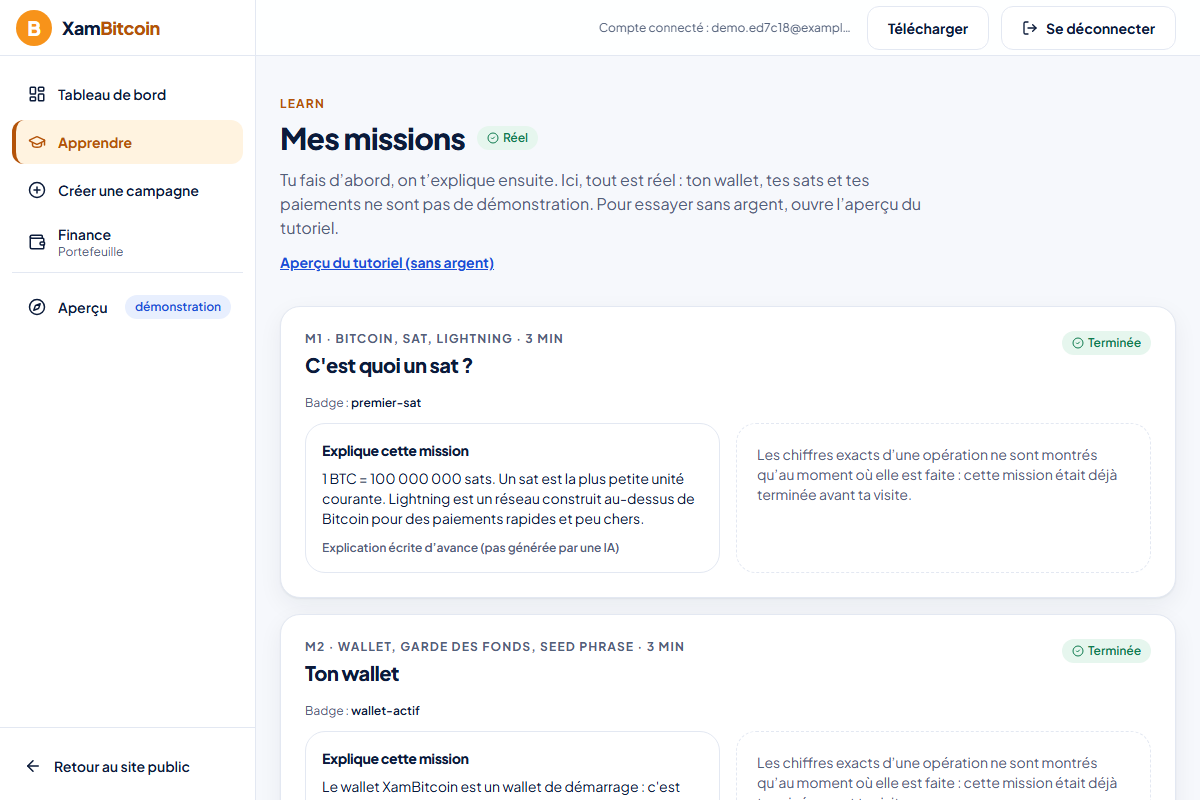 B XamBitcoin
Compte connecté : demo.ed7c18@exampl…
Télécharger
Se déconnecter
Tableau de bord
Apprendre
Créer une campagne
Finance
Portefeuille
Aperçu démonstration
Retour au site public
LEARN
Mes missions Réel
Tu fais d’abord, on t’explique ensuite. Ici, tout est réel : ton wallet, tes sats et tes
paiements ne sont pas de démonstration. Pour essayer sans argent, ouvre l’aperçu du
tutoriel.
Aperçu du tutoriel (sans argent)
M1 · BITCOIN, SAT, LIGHTNING · 3 MIN
Terminée
C'est quoi un sat ?
Badge : premier-sat
Explique cette mission
1 BTC = 100 000 000 sats. Un sat est la plus petite unité
courante. Lightning est un réseau construit au-dessus de
Bitcoin pour des paiements rapides et peu chers.
Explication écrite d’avance (pas générée par une IA)
Les chiffres exacts d’une opération ne sont montrés
qu’au moment où elle est faite : cette mission était déjà
terminée avant ta visite.
M2 · WALLET, GARDE DES FONDS, SEED PHRASE · 3 MIN
Terminée
Ton wallet
Badge : wallet-actif
Explique cette mission
Le wallet XamBitcoin est un wallet de démarrage : c'est
Les chiffres exacts d’une opération ne sont montrés
qu’au moment où elle est faite : cette mission était déjà